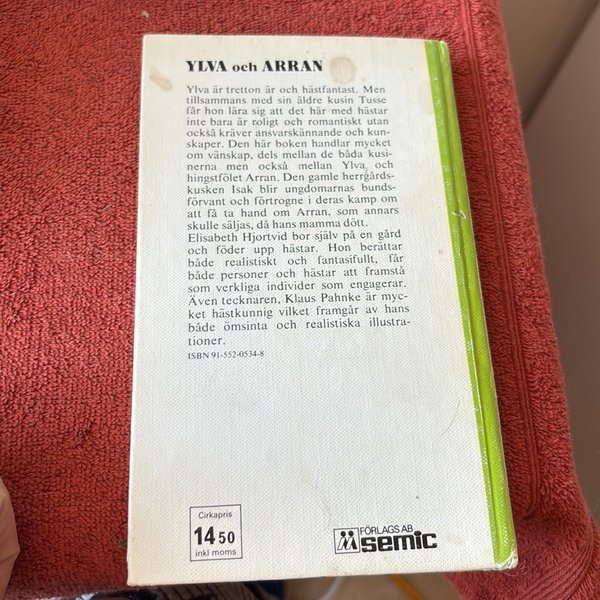 YLVA och ARRAN
Ylva är tretton år och hästfantast. Men
tillsammans med sin äldre kusin Tusse
får hon lära sig att det här med hästar
inte bara är roligt och romantiskt utan
också kräver ansvarskännande och kun-
skaper. Den här boken handlar mycket
om vänskap, dels mellan de båda kusi-
nerna men också mellan Ylva och
hingstfölet Arran. Den gamle herrgårds-
kusken Isak blir ungdomarnas bunds-
förvant och förtrogne i deras kamp om
att få ta hand om Arran, som annars
skulle säljas, då hans mamma dött.
Elisabeth Hjortvid bor själv på en gård
och föder upp hästar. Hon berättar
både realistiskt och fantasifullt, får
både personer och hästar att framstå
som verkliga individer som engagerar.
Även tecknaren, Klaus Pahnke är myc-
ket hästkunnig vilket framgår av hans
både ömsinta och realistiska illustra-
tioner.
ISBN 91-552-0534-8
Cirkapris
14 50
inkl moms
FÖRLAGS AB
semic